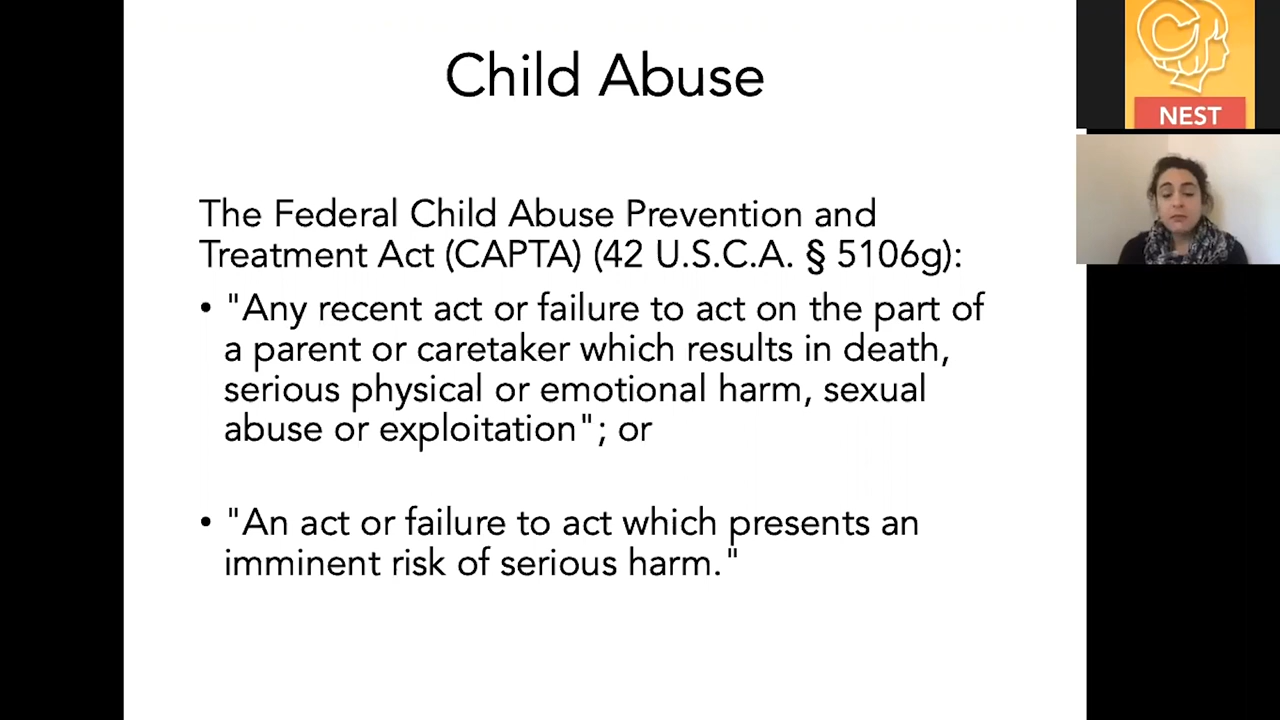 Child Abuse
The Federal Child Abuse Prevention and
Treatment Act (CAPTA) (42 U.S.C.A. § 5106g):
• "Any recent act or failure to act on the part of
a parent or caretaker which results in death,
serious physical or emotional harm, sexual
abuse or exploitation"; or
• "An act or failure to act which presents an
imminent risk of serious harm."
NEST